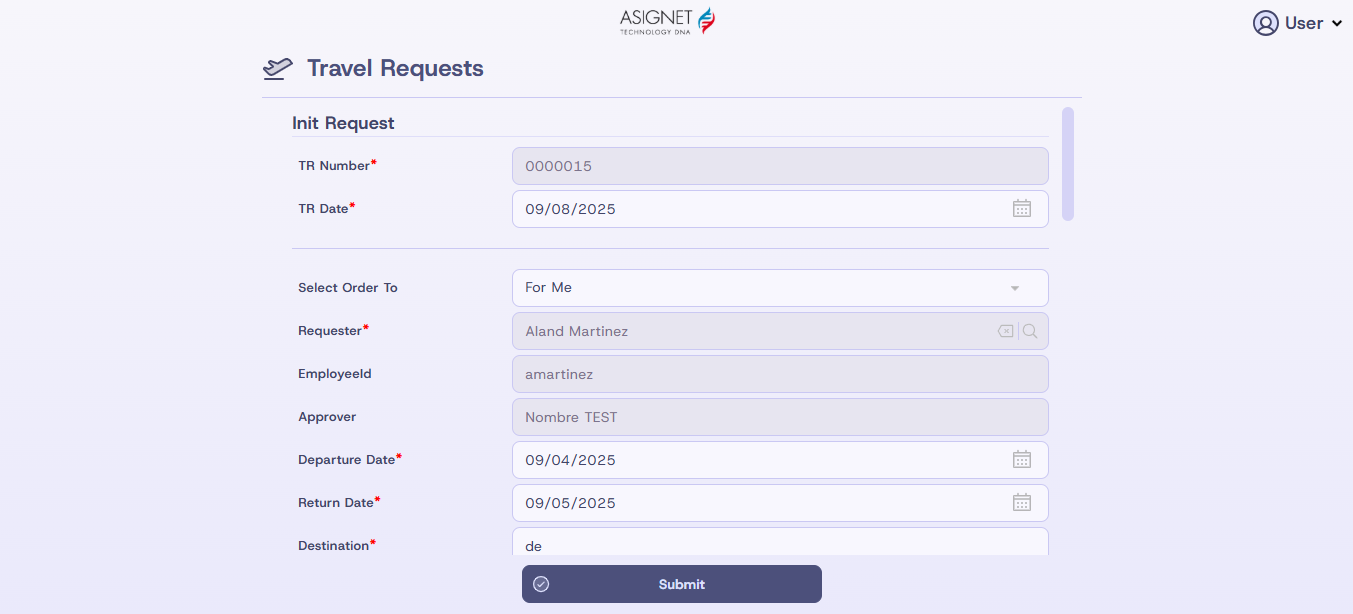 ASIGNET
TECHNOLOGY DNA
User
Travel Requests
Init Request
TR Number* 0000015
TR Date* 09/08/2025
Select Order To For Me
Requester* Aland Martinez
EmployeeId amartinez
Approver Nombre TEST
Departure Date* 09/04/2025
Return Date* 09/05/2025
Destination* de
Submit